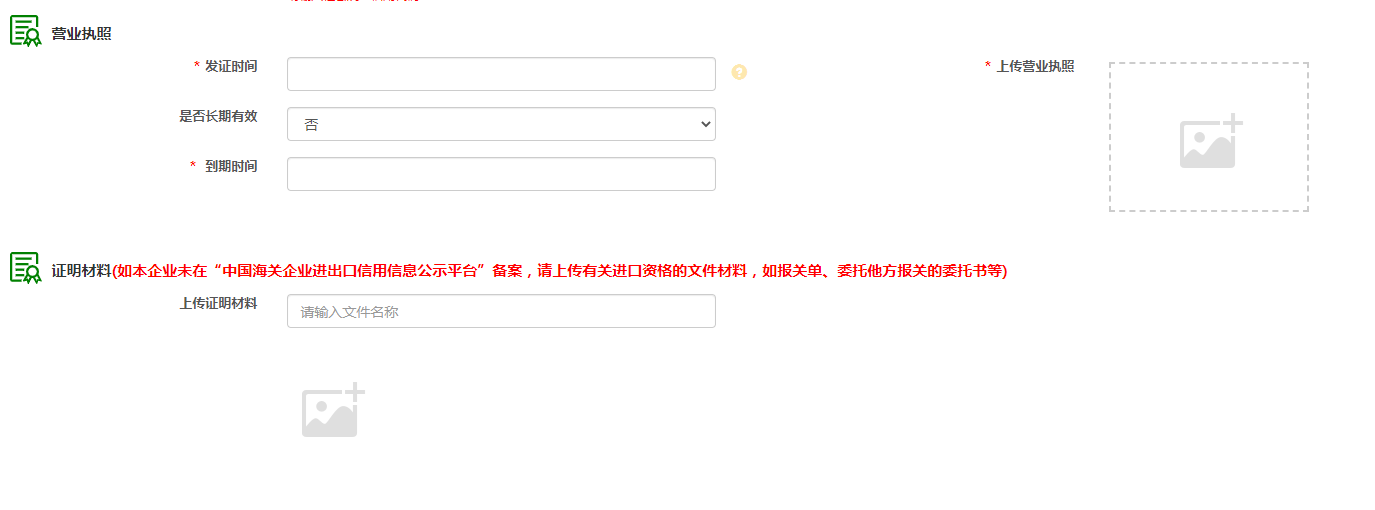 营业执照
* 发证时间
* 上传营业执照
是否长期有效
否
* 到期时间
证明材料(如本企业未在“中国海关企业进出口信用信息公示平台”备案，请上传有关进口资格的文件材料，如报关单、委托他方报关的委托书等)
上传证明材料
请输入文件名称